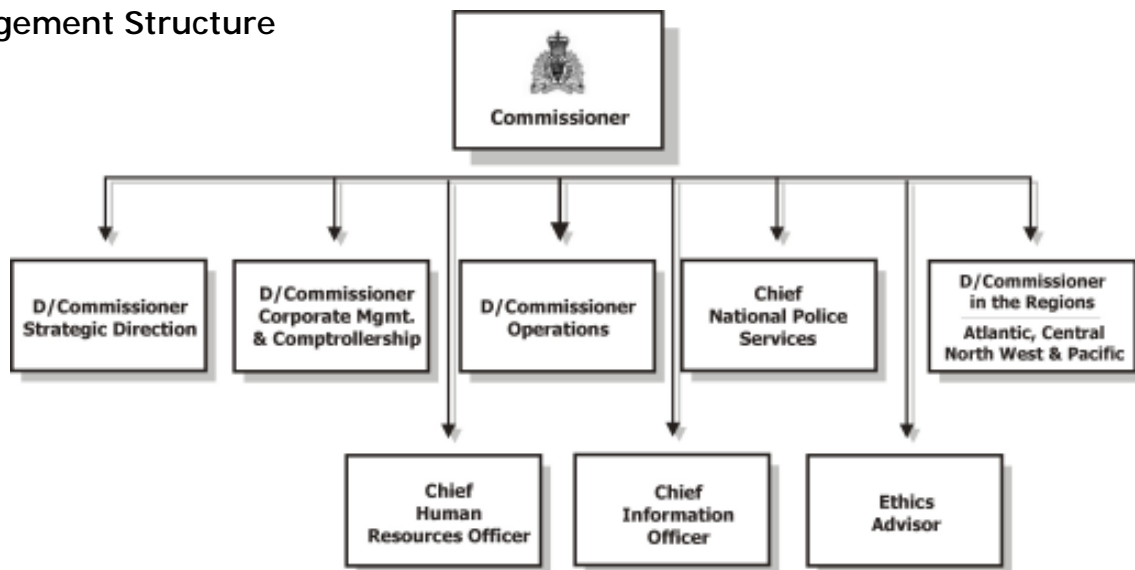 gement Structure
Commissioner
D/Commissioner
Strategic Direction
D/Commissioner
Corporate Mgmt.
& Comptrollership
D/Commissioner
Operations
Chief
National Police
Services
D/Commissioner
in the Regions
Atlantic, Central
North West & Pacific
Chief
Human
Resources Officer
Chief
Information
Officer
Ethics
Advisor